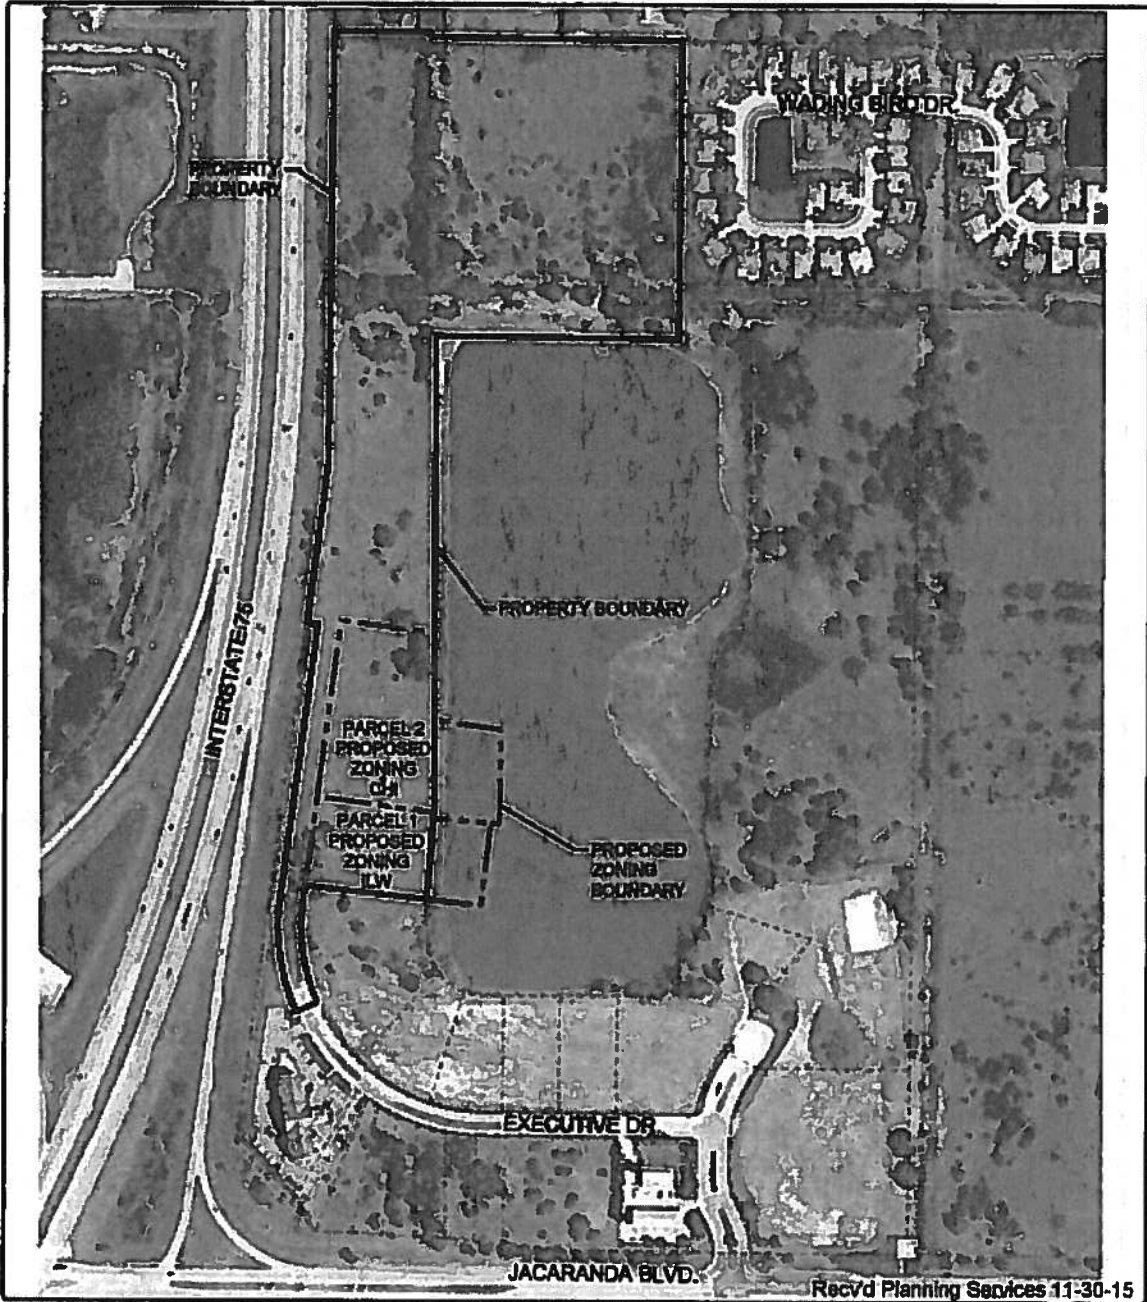 WADING BIRD DR.
PROPERTY
BOUNDARY
PROPERTY BOUNDARY
INTERSTATE 75
PARCEL 2
PROPOSED
ZONING
PARCEL 1
PROPOSED
ZONING
ILW
PROPOSED
ZONING
BOUNDARY
EXECUTIVE DR.
JACARANDA BLVD.
Recv'd Planning Services 11-30-15